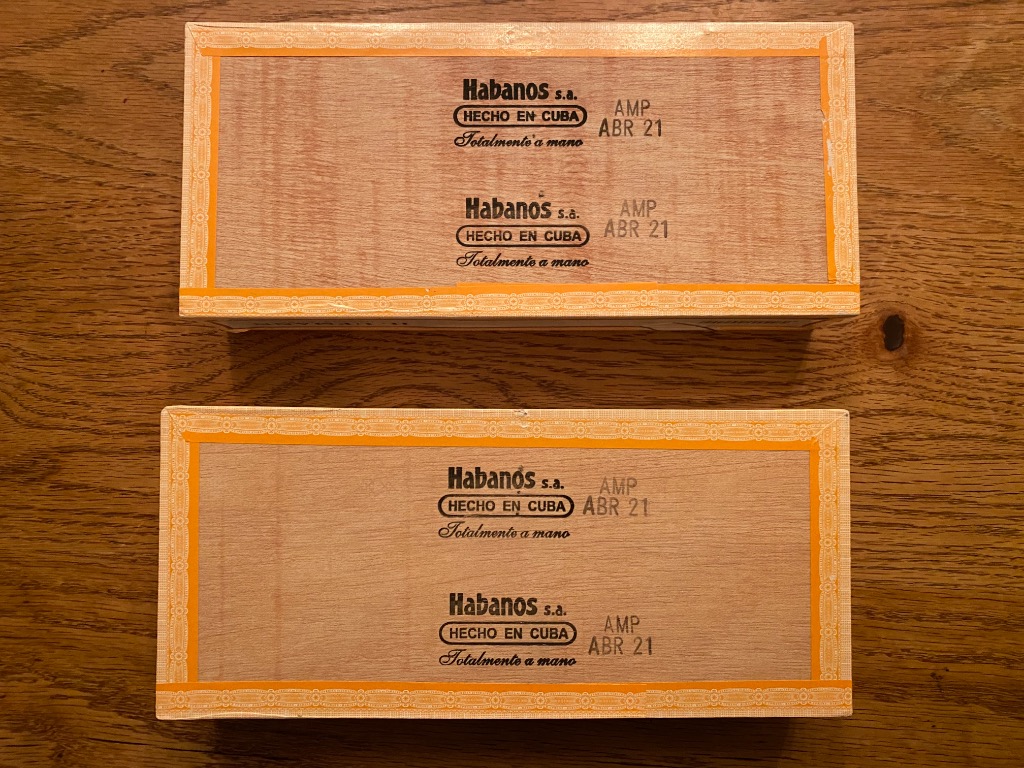 Habanos s.a.
HECHO EN CUBA
Totalmente a mano
AMP
ABR 21
Habanos s.a.
HECHO EN CUBA
Totalmente a mano
AMP
ABR 21
Habanos s.a.
HECHO EN CUBA
Totalmente a mano
AMP
ABR 21
Habanos s.a.
HECHO EN CUBA
Totalmente a mano
AMP
ABR 21